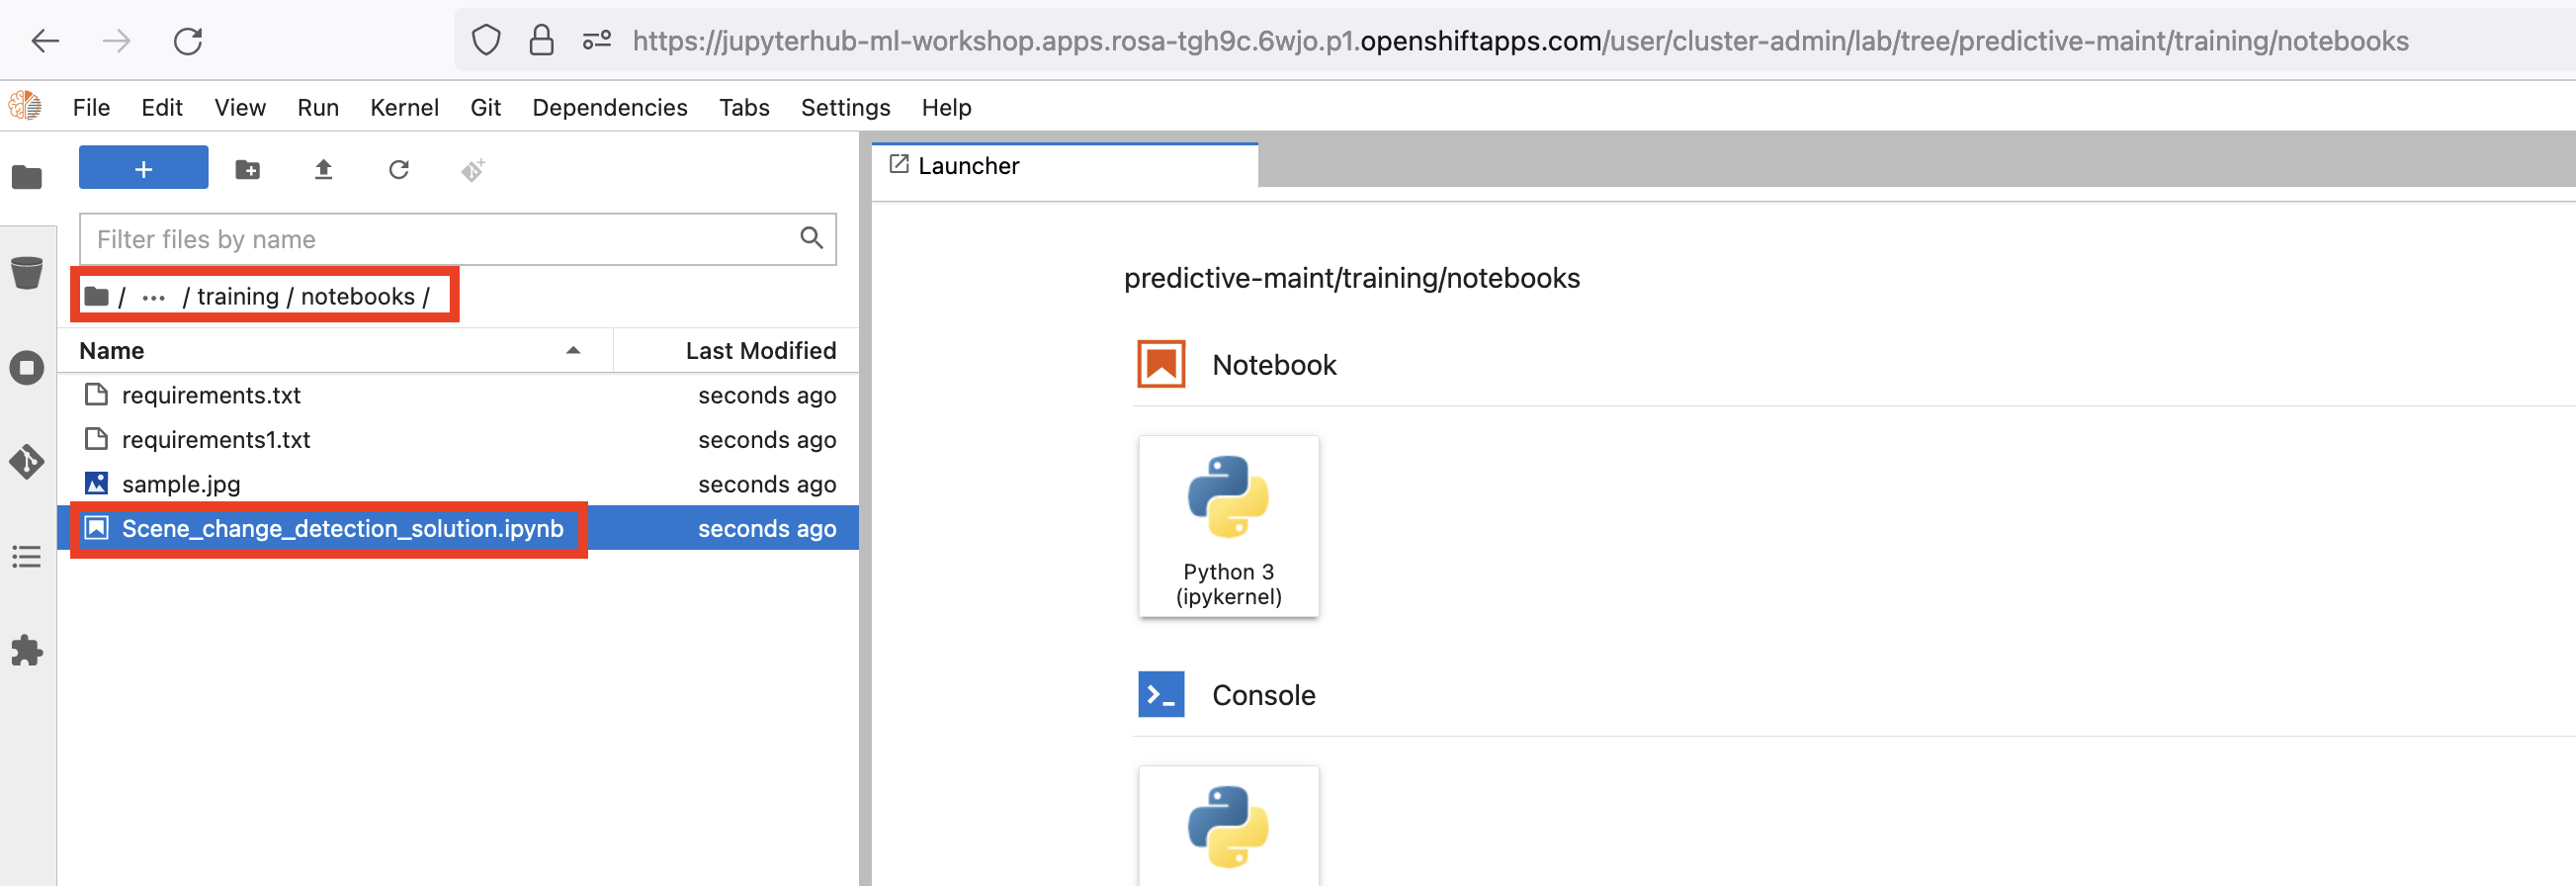 https://jupyterhub-ml-workshop.apps.rosa-tgh9c.6wjo.p1.openshiftapps.com/user/cluster-admin/lab/tree/predictive-maint/training/notebooks
File Edit View Run Kernel Git Dependencies Tabs Settings Help
+
Launcher
Filter files by name
/ ··· / training / notebooks /
Name Last Modified
requirements.txt seconds ago
requirements1.txt seconds ago
sample.jpg seconds ago
Scene_change_detection_solution.ipynb seconds ago
predictive-maint/training/notebooks
Notebook
Python 3
(ipykernel)
Console